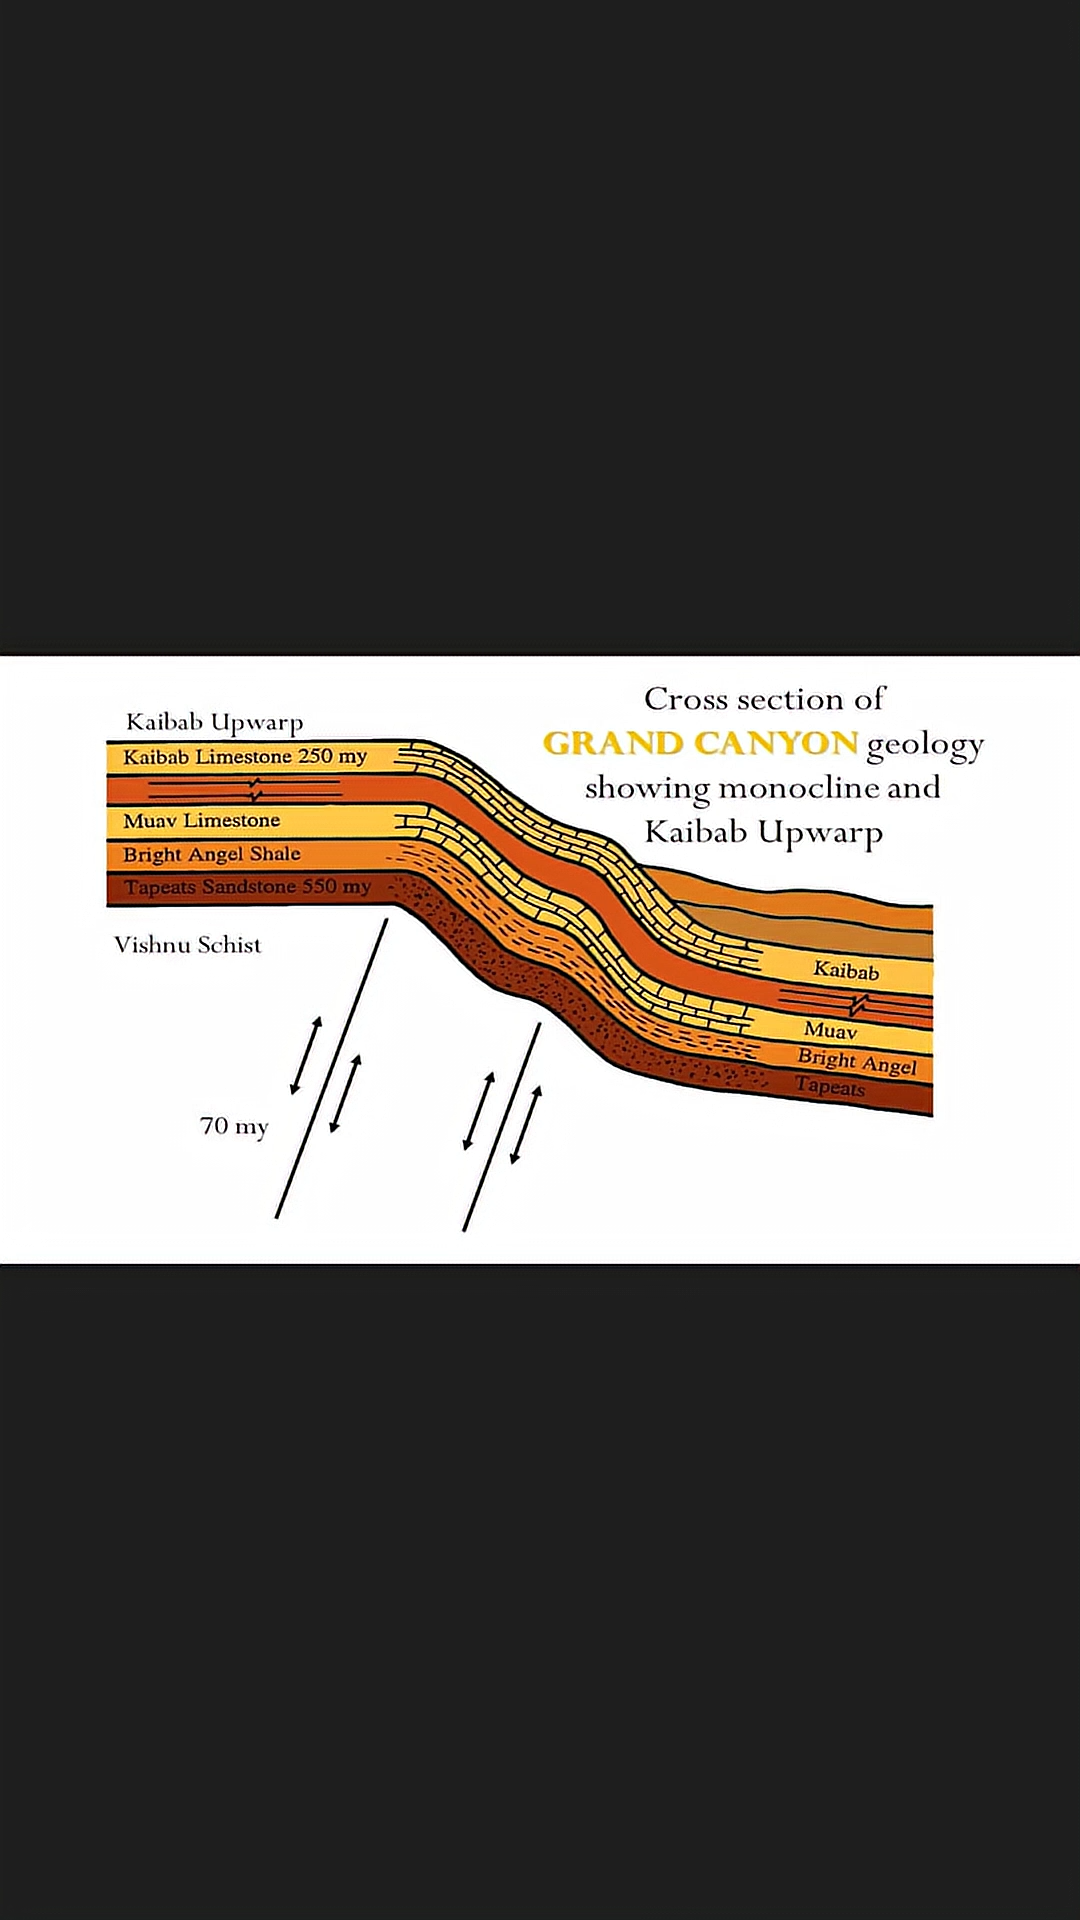 Cross section of
GRAND CANYON geology
showing monocline and
Kaibab Upwarp
Kaibab Upwarp
Kaibab Limestone 250 my
Muav Limestone
Bright Angel Shale
Tapeats Sandstone 550 my
Vishnu Schist
70 my
Kaibab
Muav
Bright Angel
Tapeats